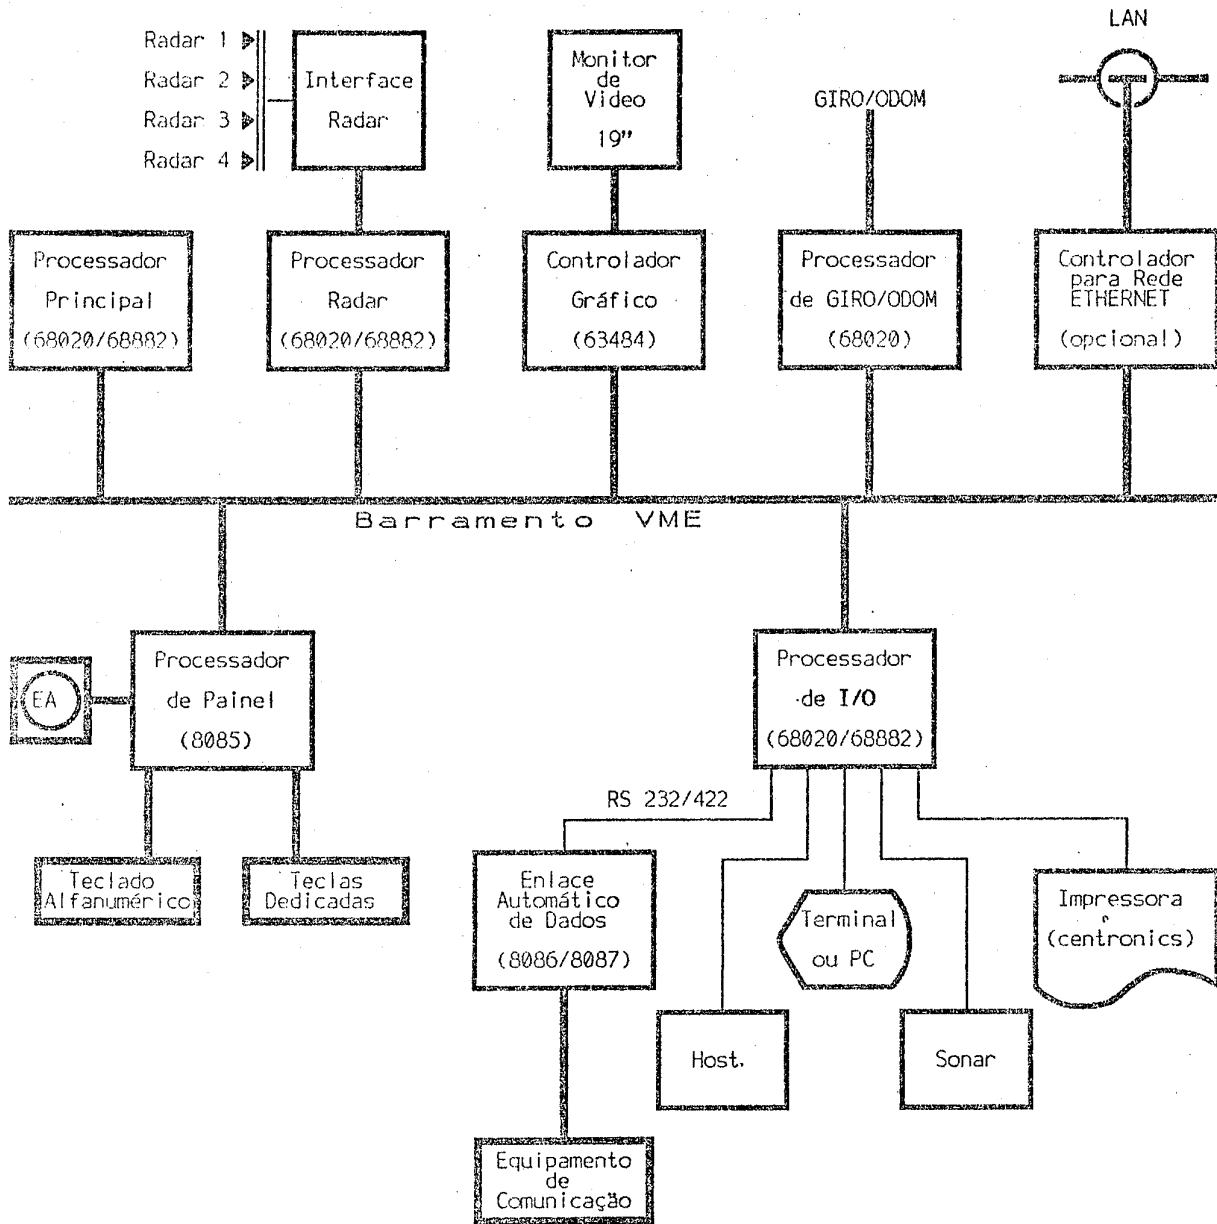 LAN
Radar 1
Radar 2
Radar 3
Radar 4
Interface
Radar
Monitor
de
Video
19"
GIRO/ODOM
Processador
Principal
(68020/68882)
Processador
Radar
(68020/68882)
Controlador
Gráfico
(63484)
Processador
de GIRO/ODOM
(68020)
Controlador
para Rede
ETHERNET
(opcional)
Barramento VME
EA
Processador
de Painel
(8085)
Processador
de I/O
(68020/68882)
RS 232/422
Teclado
Alfanumérico
Teclas
Dedicadas
Enlace
Automático
de Dados
(8086/8087)
Terminal
ou PC
Impressora
(centronics)
Host.
Sonar
Equipamento
de
Comunicação